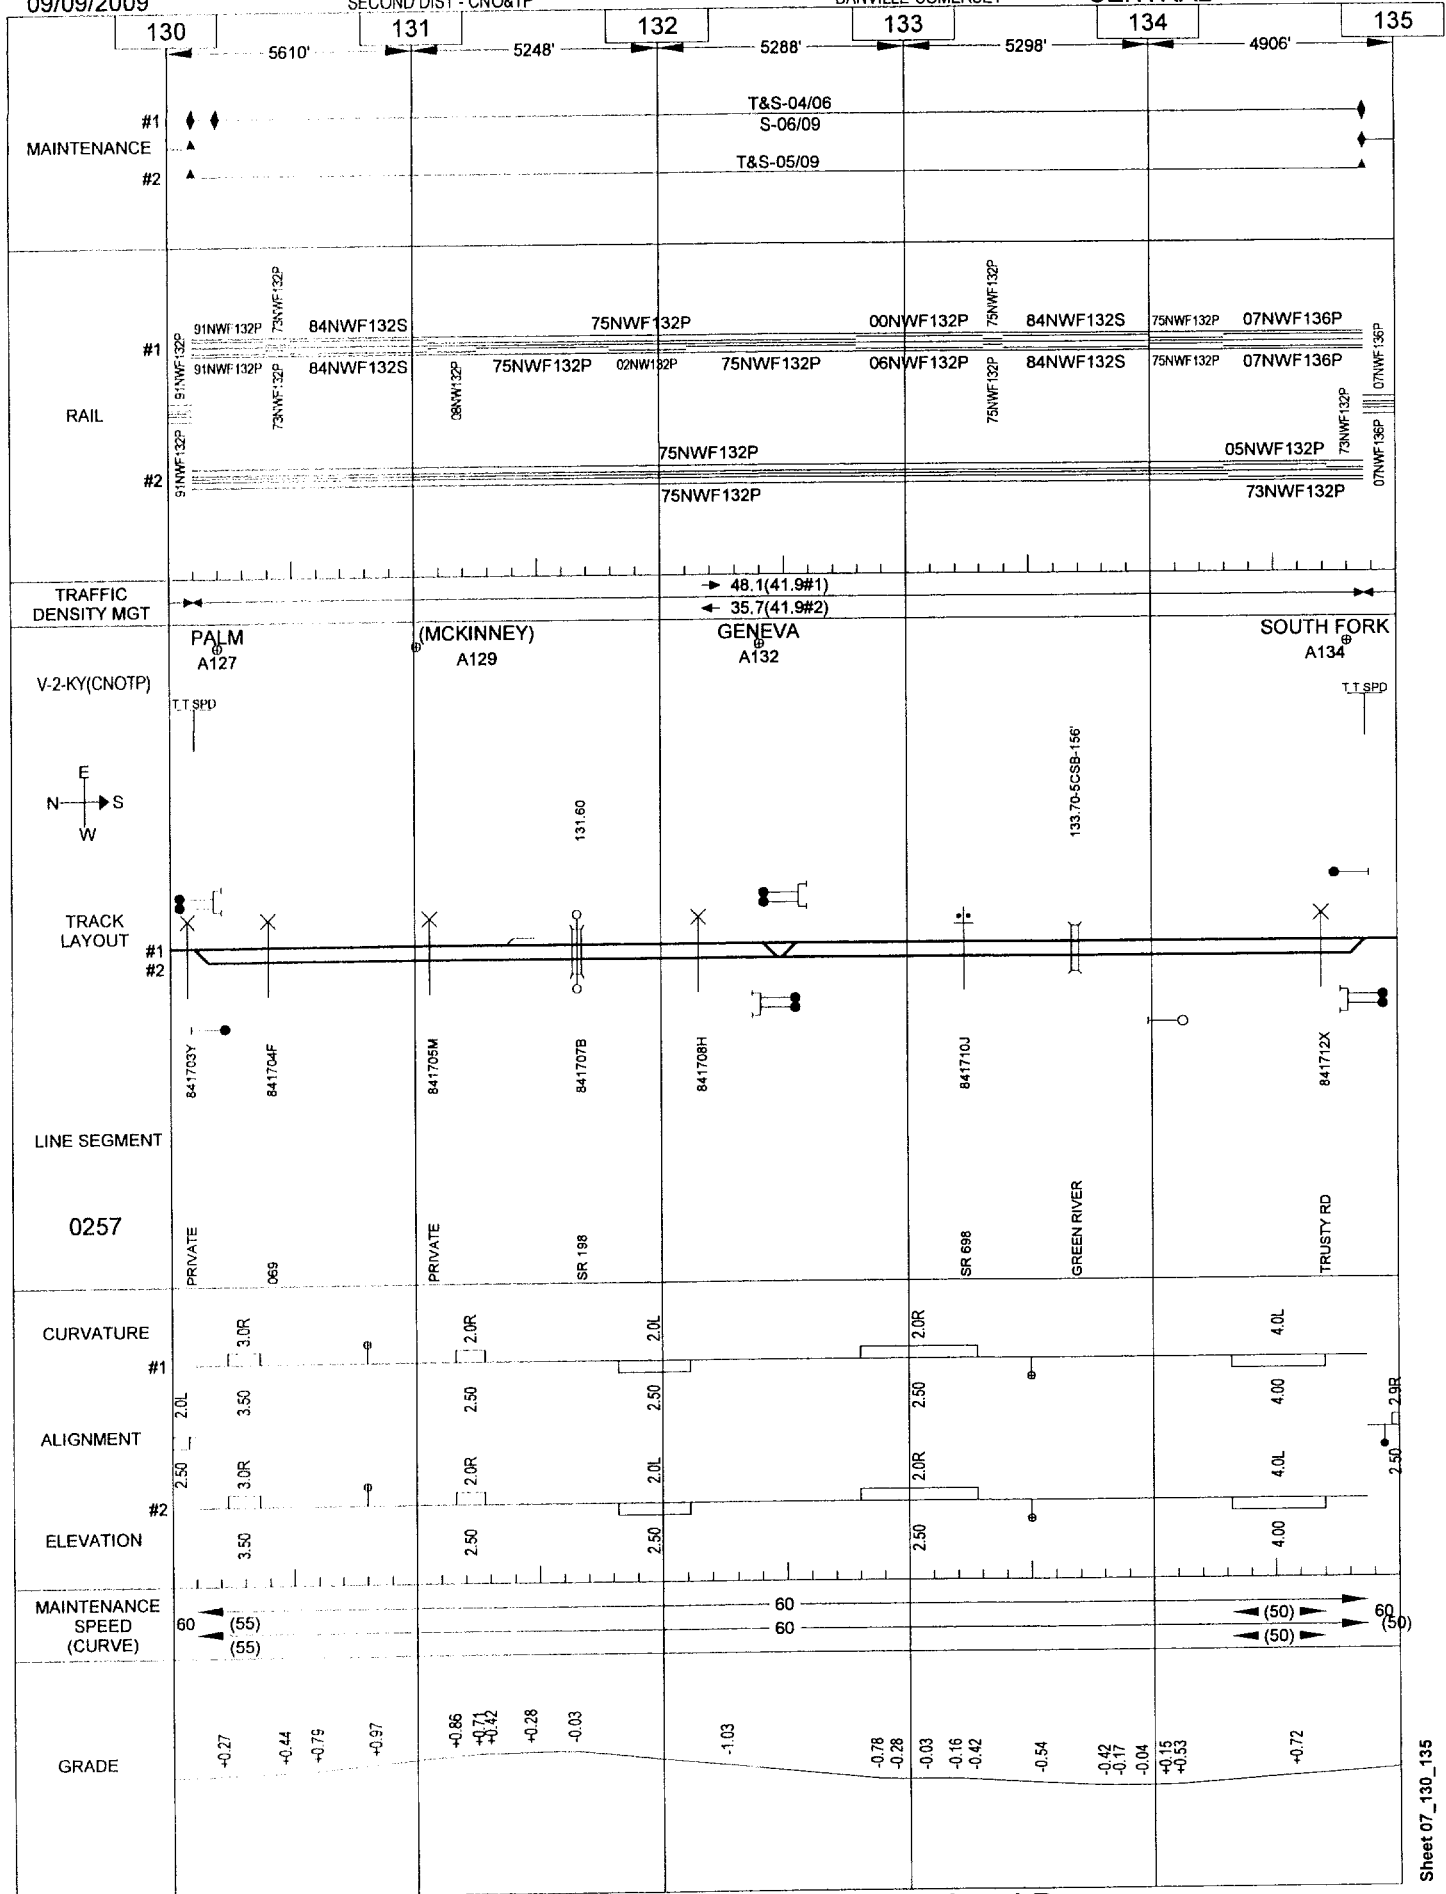 09/09/2009
SECOND DIST - CNO&TP
DANVILLE-SOMERSET
CENTRAL
130 131 132 133 134 135
5610' 5248' 5288' 5298' 4906'
MAINTENANCE
#1
#2
T&S-04/06
S-06/09
T&S-05/09
RAIL
#1
91NWF132P
91NWF132P 73NWF132P 84NWF132S 75NWF132P 00NWF132P 75NWF132P 84NWF132S 75NWF132P 07NWF136P
91NWF132P 73NWF132P 84NWF132S 08NW132P 75NWF132P 02NW132P 75NWF132P 06NWF132P 75NWF132P 84NWF132S 75NWF132P 07NWF136P
07NWF136P
#2
91NWF132P
75NWF132P 05NWF132P 73NWF132P
75NWF132P 73NWF132P
07NWF136P
TRAFFIC
DENSITY MGT
48.1(41.9#1)
35.7(41.9#2)
V-2-KY(CNOTP)
PALM (MCKINNEY) GENEVA SOUTH FORK
A127 A129 A132 A134
T T SPD T T SPD
E
N S
W
131.60
133.70-5CSB-156'
TRACK
LAYOUT
#1
#2
841703Y 841704F 841705M 841707B 841708H 841710J 841712X
LINE SEGMENT
0257
PRIVATE 069 PRIVATE SR 198 SR 698 GREEN RIVER TRUSTY RD
CURVATURE
#1
3.0R 2.0R 2.0L 2.0R 4.0L
3.50 2.50 2.50 2.50 4.00
2.0L 2.9R
ALIGNMENT
2.50 2.50
#2
3.0R 2.0R 2.0L 2.0R 4.0L
ELEVATION
3.50 2.50 2.50 2.50 4.00
MAINTENANCE
SPEED
(CURVE)
60 60 60
(55) 60 (50) (50)
(55) (50)
GRADE
+0.27 +0.44 +0.79 +0.97 +0.86 +0.71 +0.42 +0.28 -0.03 -1.03 -0.78 -0.28 -0.03 -0.16 -0.42 -0.54 -0.42 -0.17 -0.04 +0.15 +0.53 +0.72
Sheet 07_130_135